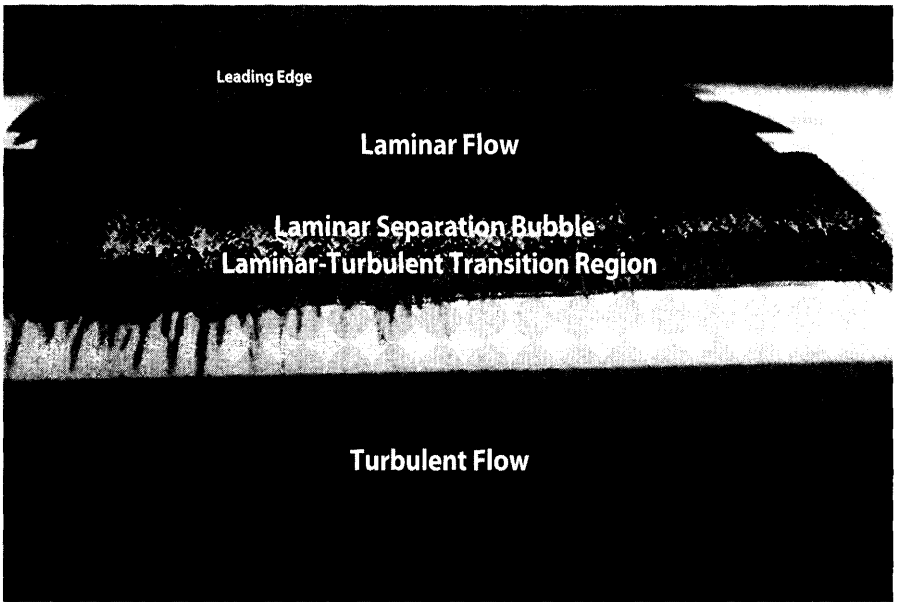 Leading Edge
Laminar Flow
Laminar Separation Bubble
Laminar-Turbulent Transition Region
Turbulent Flow